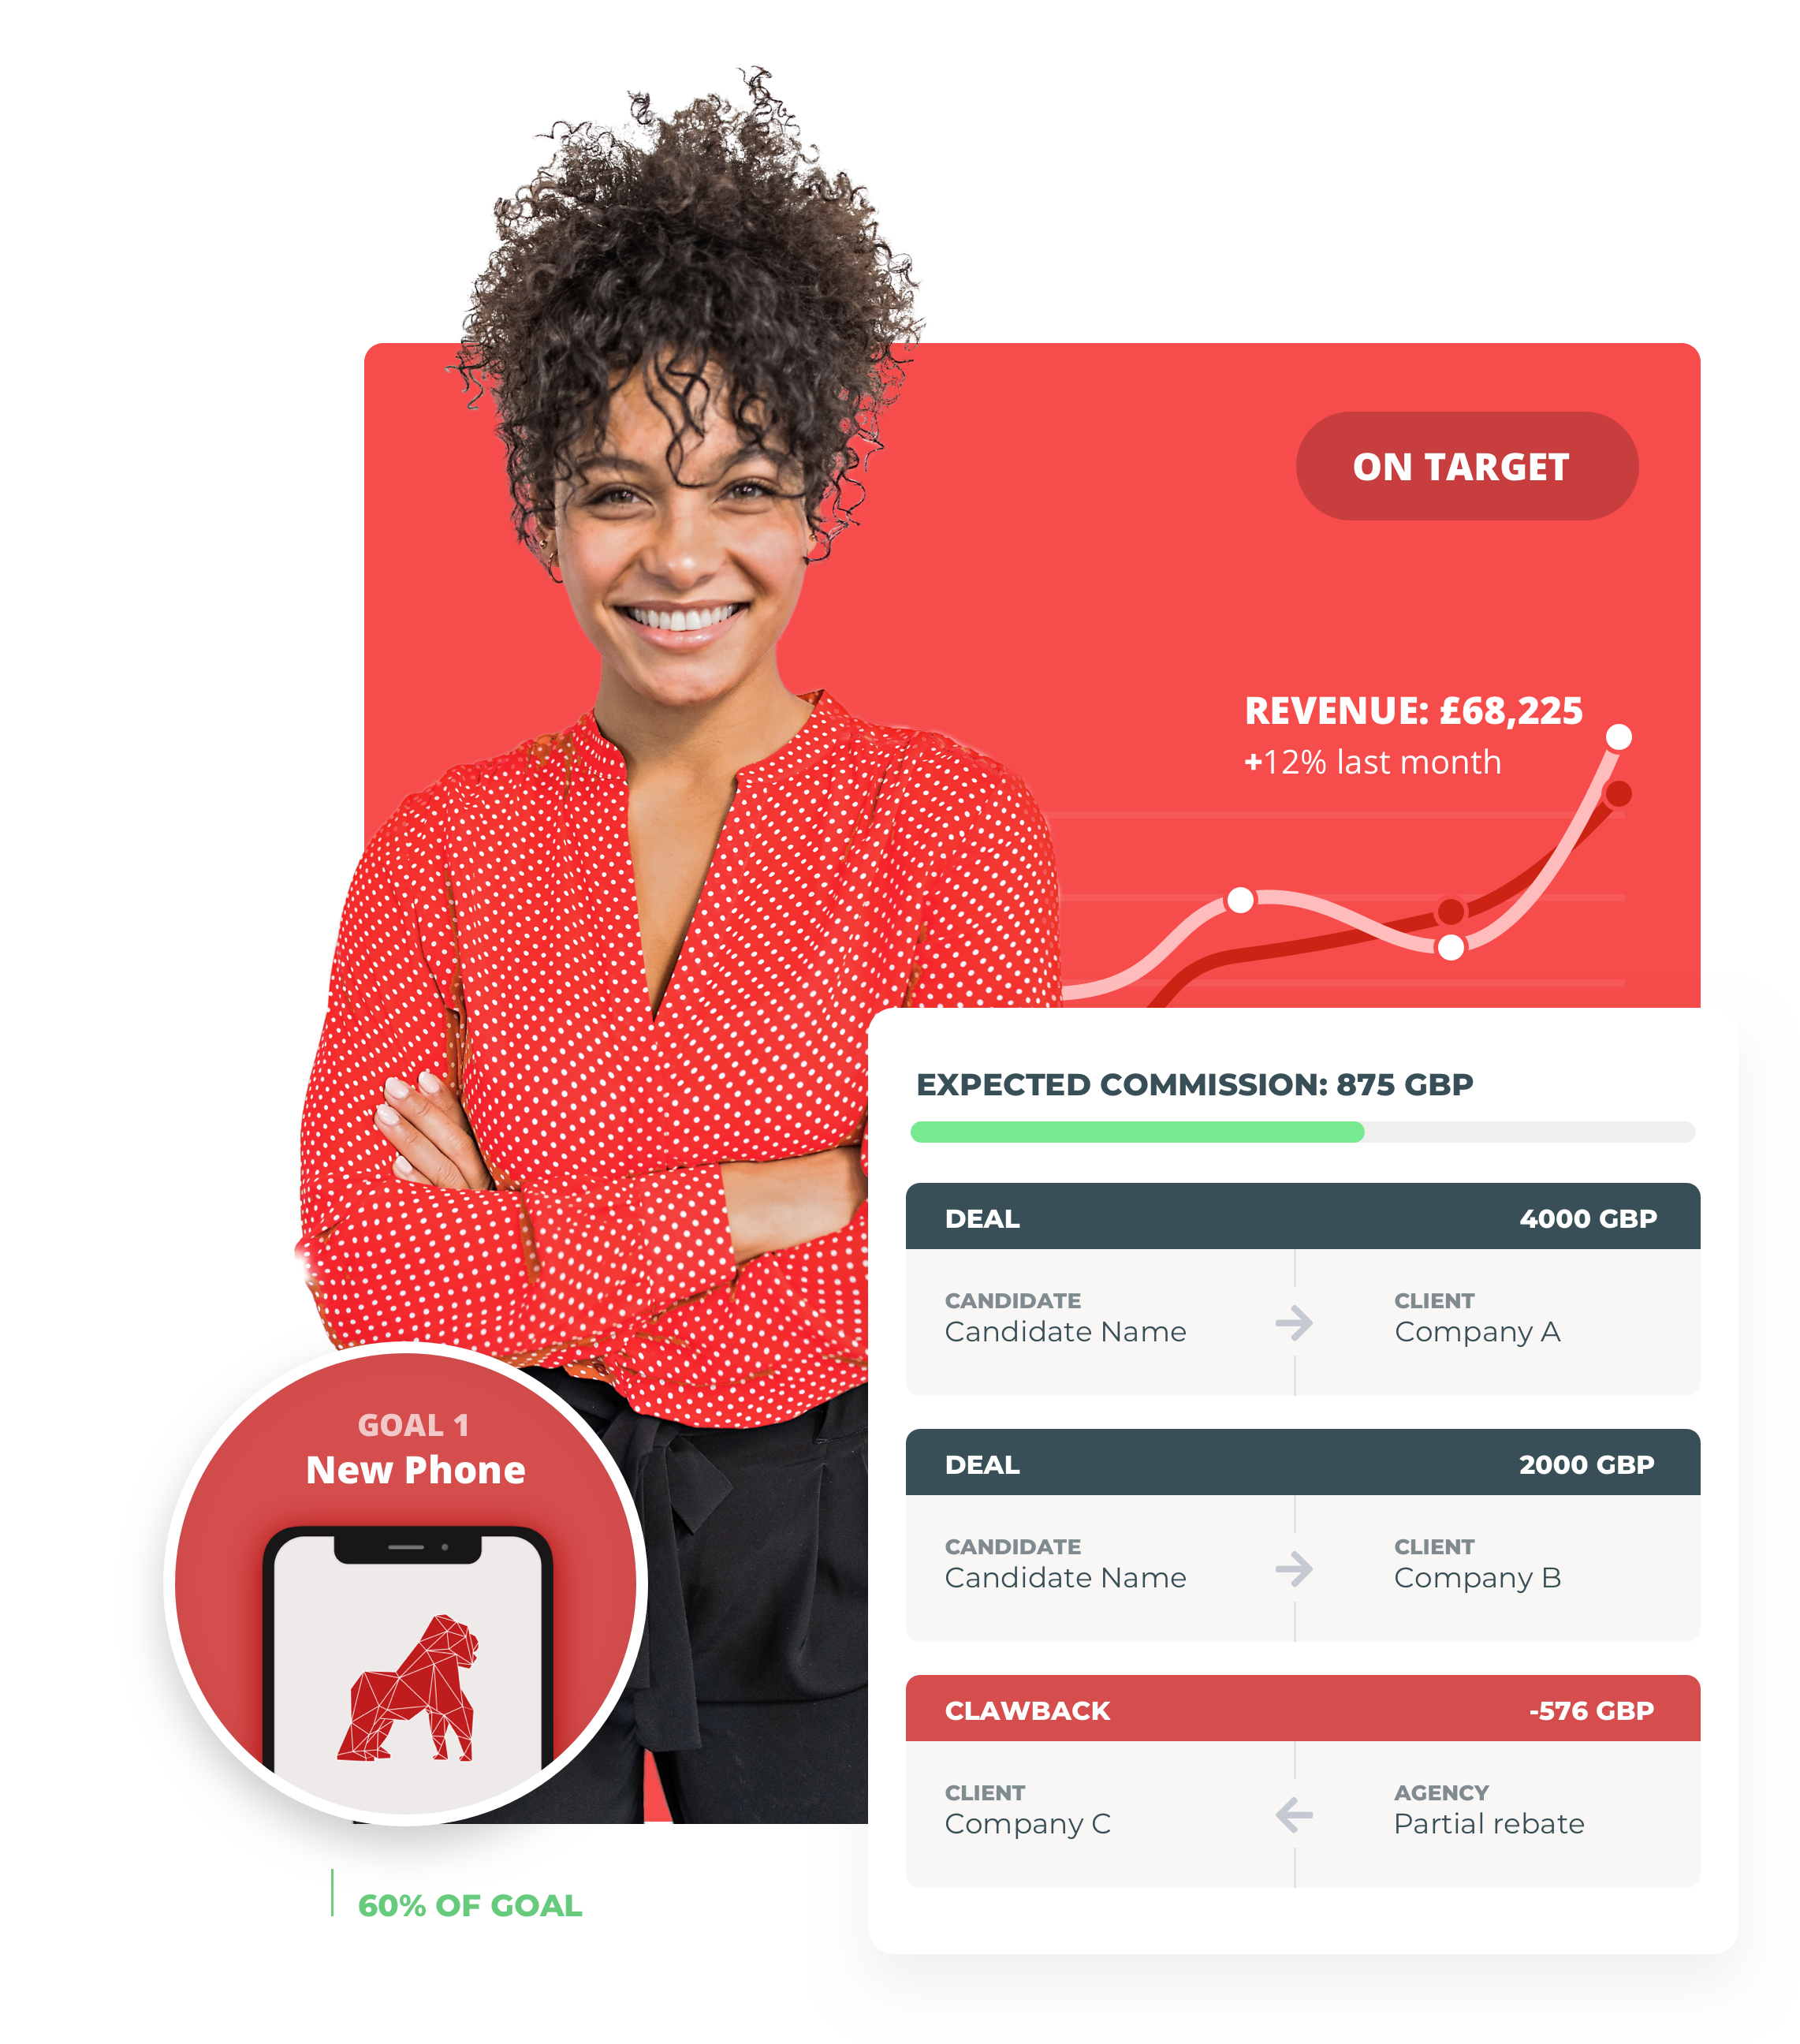 ON TARGET
REVENUE: £68,225
+12% last month
EXPECTED COMMISSION: 875 GBP
DEAL 4000 GBP
CANDIDATE CLIENT
Candidate Name Company A
DEAL 2000 GBP
CANDIDATE CLIENT
Candidate Name Company B
CLAWBACK -576 GBP
CLIENT AGENCY
Company C Partial rebate
GOAL 1
New Phone
60% OF GOAL